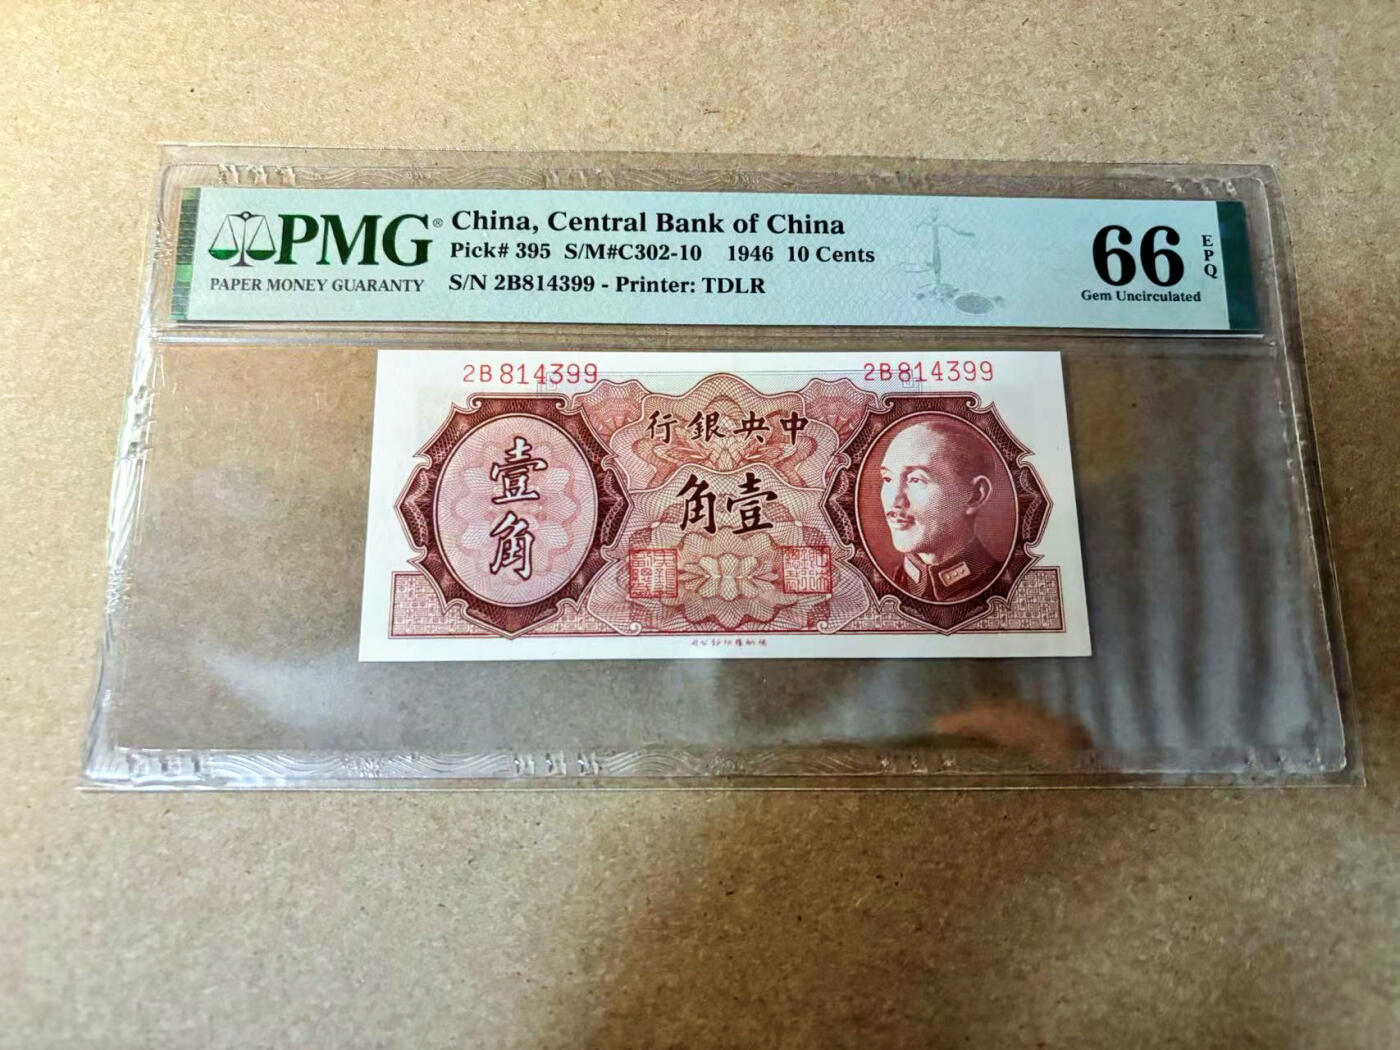 PMG®
PAPER MONEY GUARANTY
China, Central Bank of China
Pick# 395 S/M#C302-10 1946 10 Cents
S/N 2B814399 - Printer: TDLR
66 EPQ
Gem Uncirculated
2B814399 2B814399
行銀央中
壹角
角壹